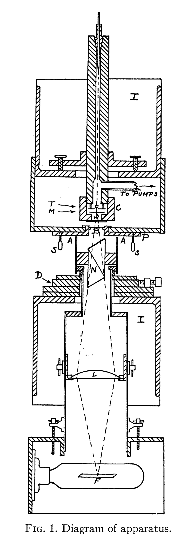 I
TO PUMPS
T
C
M
A
A
P
S
S
N
D
I
L
F
FIG. 1. Diagram of apparatus.